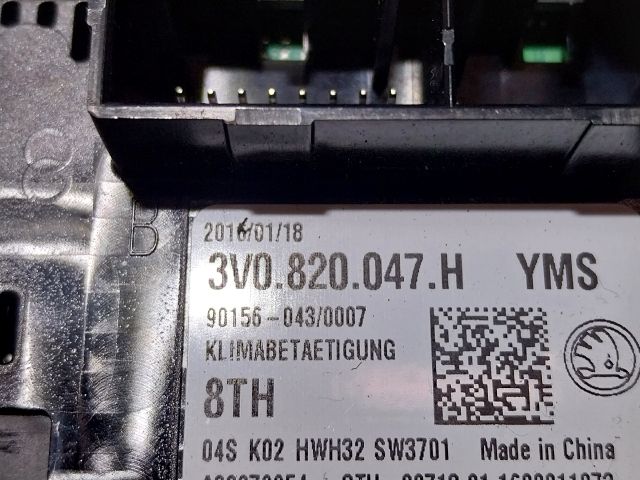 B
2016/01/18
3V0.820.047.H YMS
90156-043/0007
KLIMABETAETIGUNG
8TH
04S K02 HWH32 SW3701 Made in China